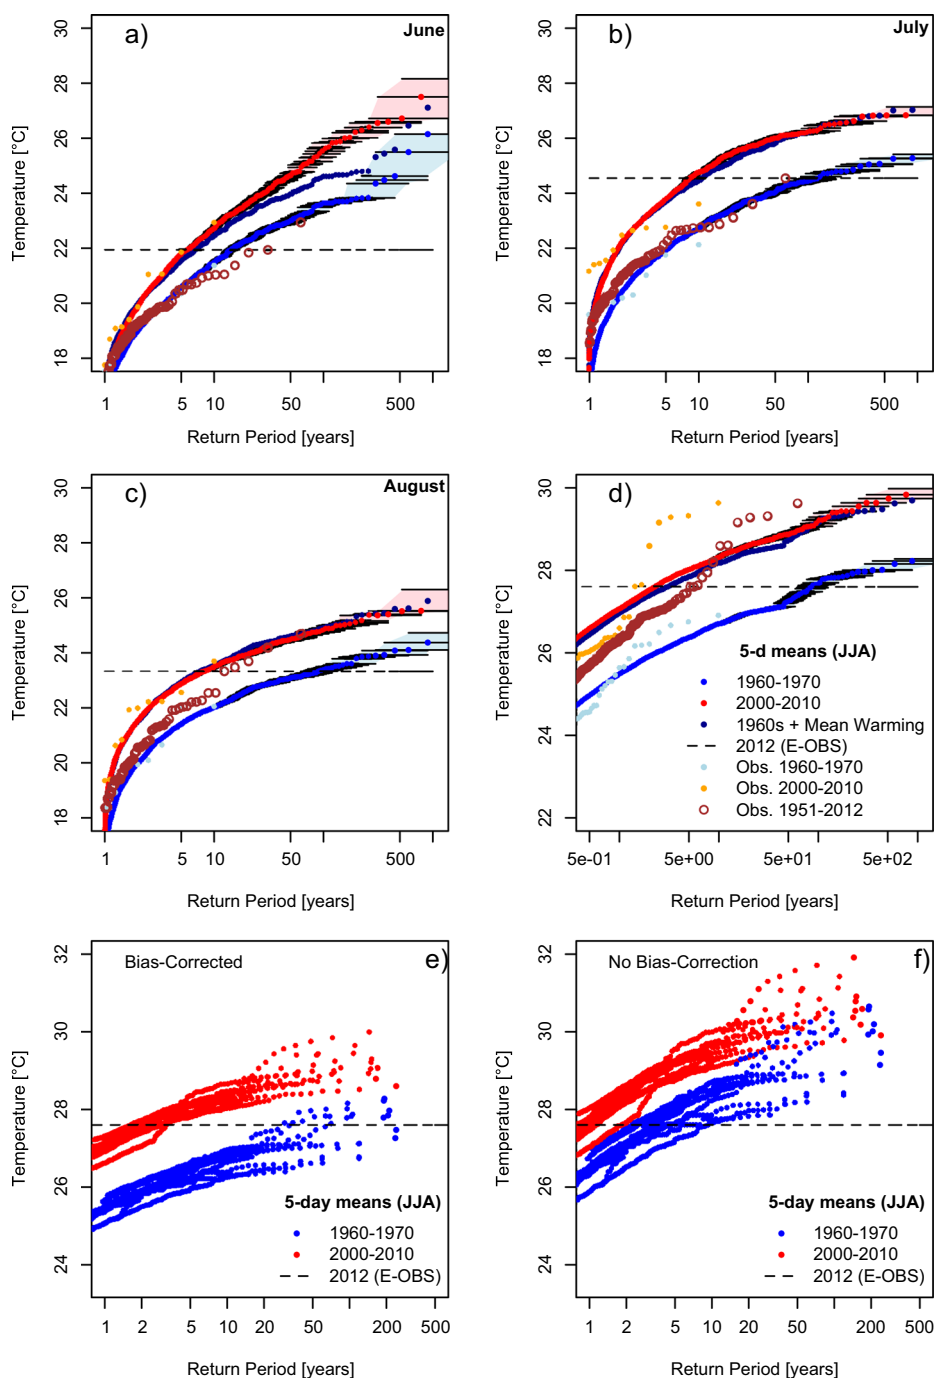 a)
June
Temperature [°C]
30
28
26
24
22
20
18
1 5 10 50 500
Return Period [years]
b)
July
Temperature [°C]
30
28
26
24
22
20
18
1 5 10 50 500
Return Period [years]
c)
August
Temperature [°C]
30
28
26
24
22
20
18
1 5 10 50 500
Return Period [years]
d)
Temperature [°C]
30
28
26
24
22
5-d means (JJA)
1960-1970
2000-2010
1960s + Mean Warming
2012 (E-OBS)
Obs. 1960-1970
Obs. 2000-2010
Obs. 1951-2012
5e-01 5e+00 5e+01 5e+02
Return Period [years]
Bias-Corrected
e)
Temperature [°C]
32
30
28
26
24
5-day means (JJA)
1960-1970
2000-2010
2012 (E-OBS)
1 2 5 10 20 50 100 200 500
Return Period [years]
No Bias-Correction
f)
Temperature [°C]
32
30
28
26
24
5-day means (JJA)
1960-1970
2000-2010
2012 (E-OBS)
1 2 5 10 20 50 100 200 500
Return Period [years]